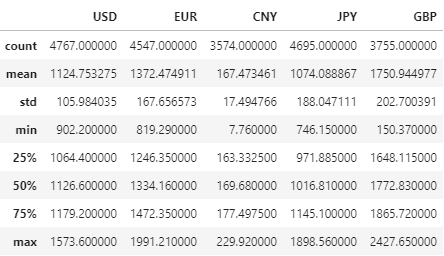 USD EUR CNY JPY GBP
count 4767.000000 4547.000000 3574.000000 4695.000000 3755.000000
mean 1124.753275 1372.474911 167.473461 1074.088867 1750.944977
std 105.984035 167.656573 17.494766 188.047111 202.700391
min 902.200000 819.290000 7.760000 746.150000 150.370000
25% 1064.400000 1246.350000 163.332500 971.885000 1648.115000
50% 1126.600000 1334.160000 169.680000 1016.810000 1772.830000
75% 1179.200000 1472.350000 177.497500 1145.100000 1865.720000
max 1573.600000 1991.210000 229.920000 1898.560000 2427.650000